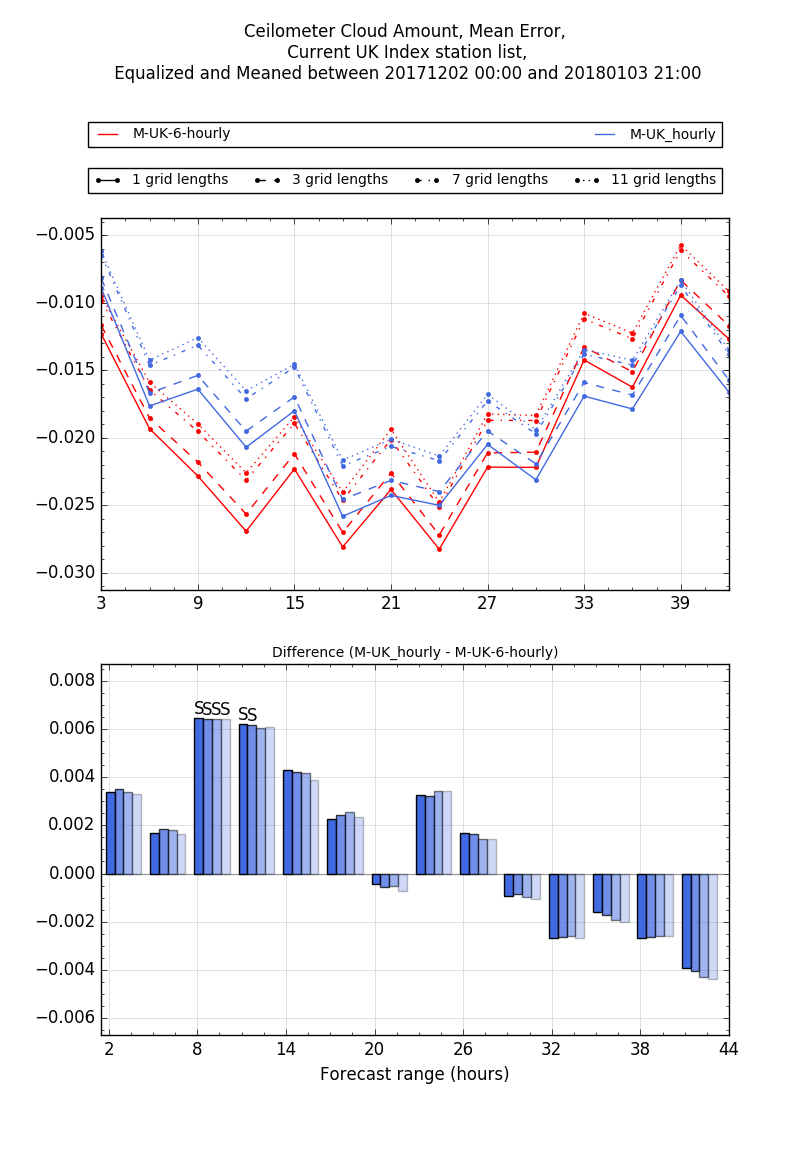 Ceilometer Cloud Amount, Mean Error,
Current UK Index station list,
Equalized and Meaned between 20171202 00:00 and 20180103 21:00
M-UK-6-hourly M-UK_hourly
1 grid lengths 3 grid lengths 7 grid lengths 11 grid lengths
−0.005
−0.010
−0.015
−0.020
−0.025
−0.030
3 9 15 21 27 33 39
Difference (M-UK_hourly - M-UK-6-hourly)
0.008
SSSS SS
0.006
0.004
0.002
0.000
−0.002
−0.004
−0.006
2 8 14 20 26 32 38 44
Forecast range (hours)